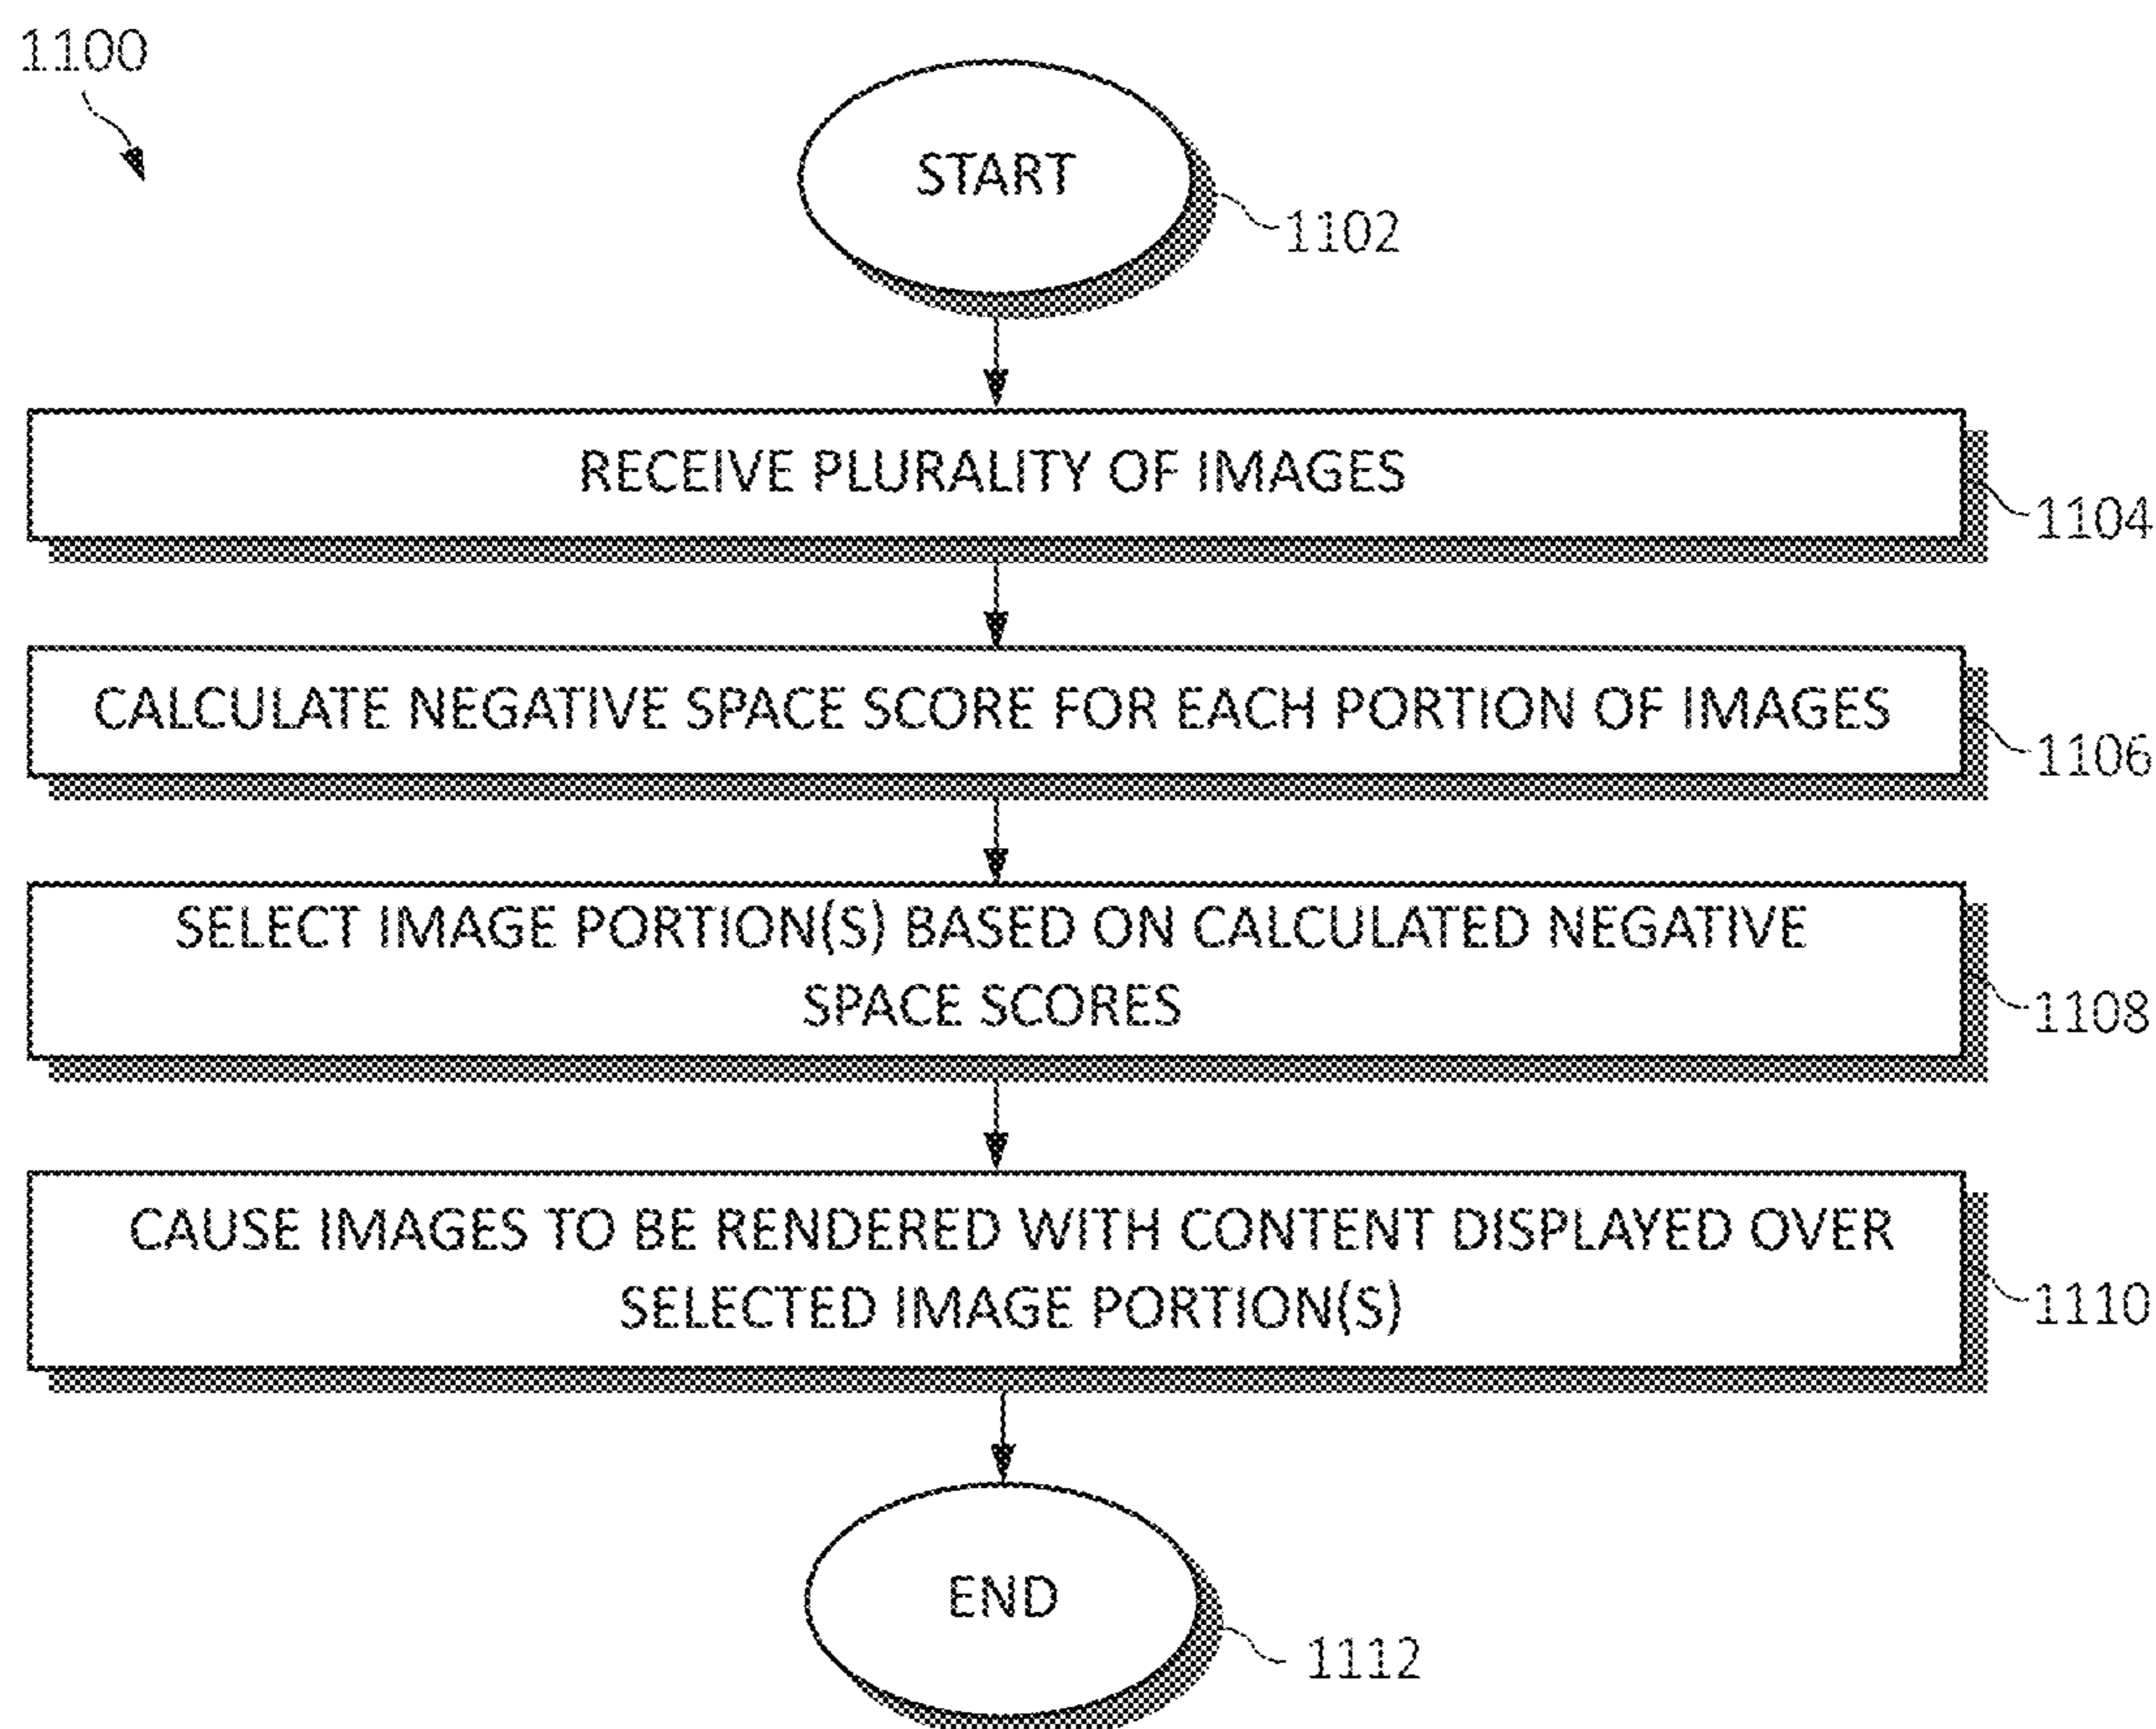 1100
START
1102
RECEIVE PLURALITY OF IMAGES
1104
CALCULATE NEGATIVE SPACE SCORE FOR EACH PORTION OF IMAGES
1106
SELECT IMAGE PORTION(S) BASED ON CALCULATED NEGATIVE
SPACE SCORES
1108
CAUSE IMAGES TO BE RENDERED WITH CONTENT DISPLAYED OVER
SELECTED IMAGE PORTION(S)
1110
END
1112